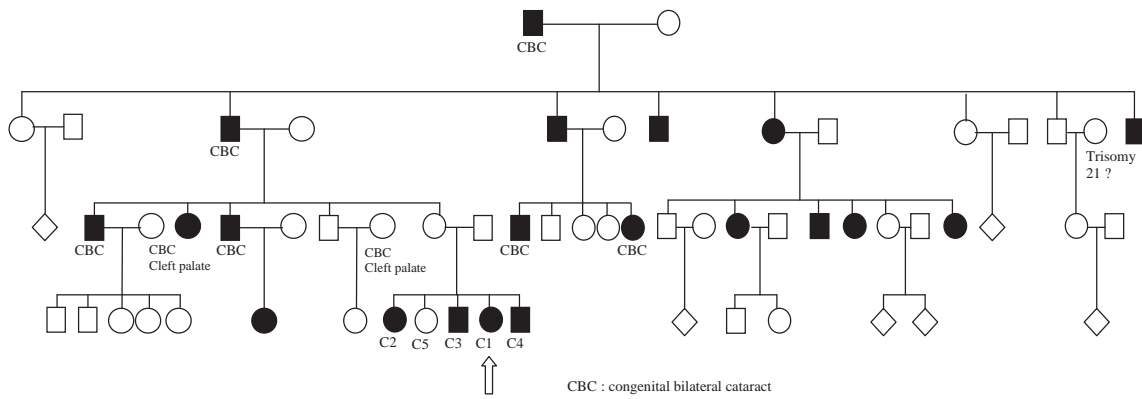 CBC
CBC
Trisomy
21 ?
CBC
CBC
Cleft palate
CBC
CBC
Cleft palate
CBC
CBC
C2
C5
C3
C1
C4
CBC : congenital bilateral cataract